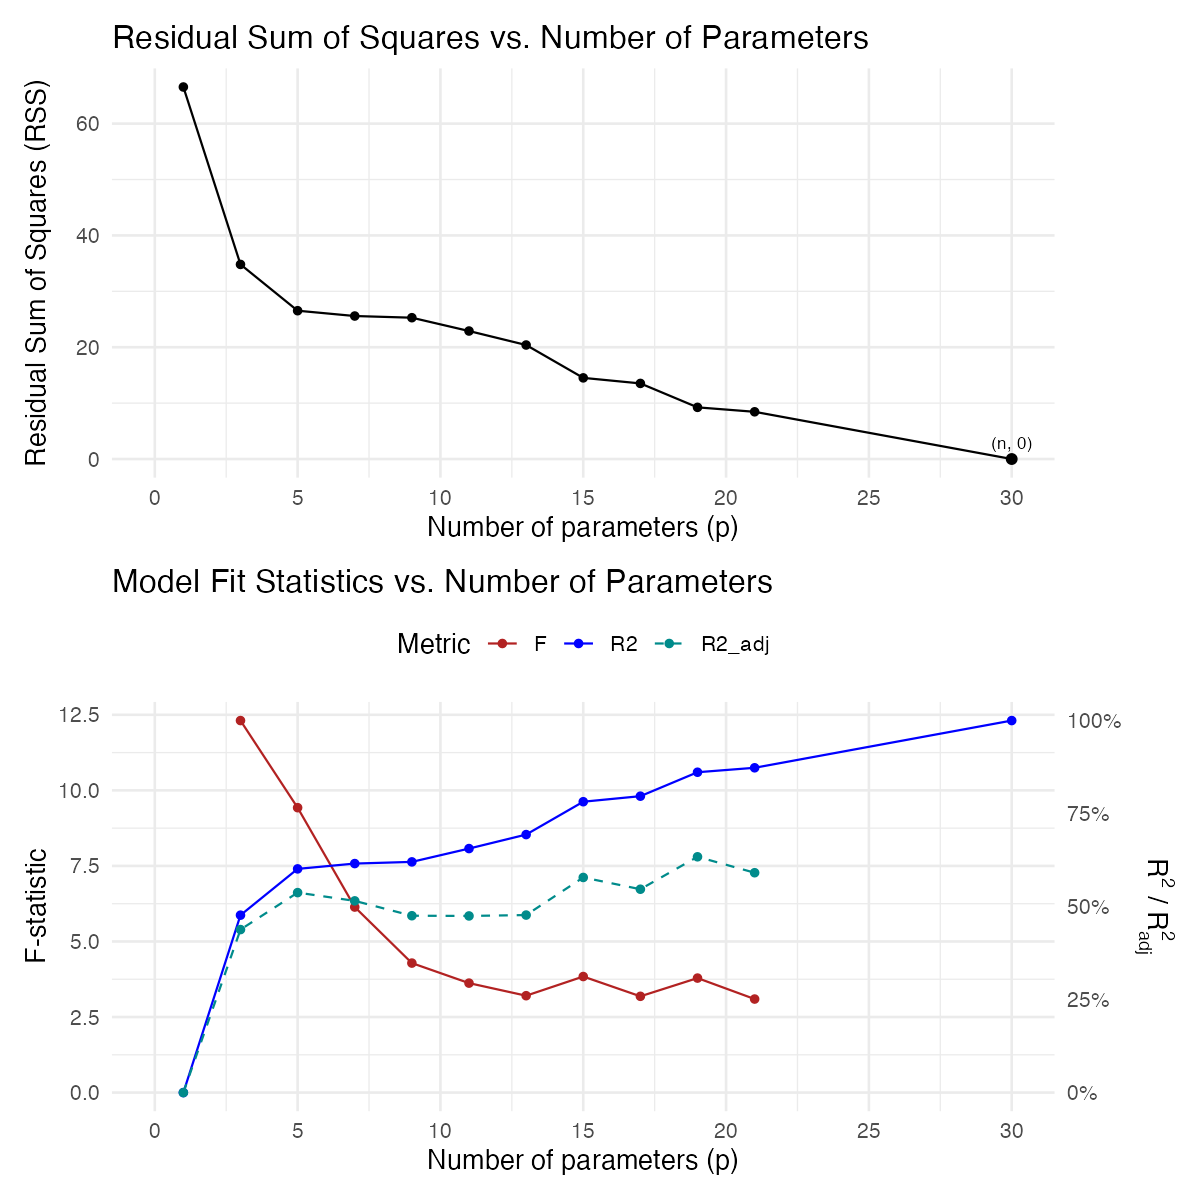 Residual Sum of Squares vs. Number of Parameters
Residual Sum of Squares (RSS)
60
40
20
0
(n, 0)
0 5 10 15 20 25 30
Number of parameters (p)
Model Fit Statistics vs. Number of Parameters
Metric F R2 R2_adj
F-statistic
12.5
10.0
7.5
5.0
2.5
0.0
100%
75%
50%
25%
0%
R² / R²adj
0 5 10 15 20 25 30
Number of parameters (p)